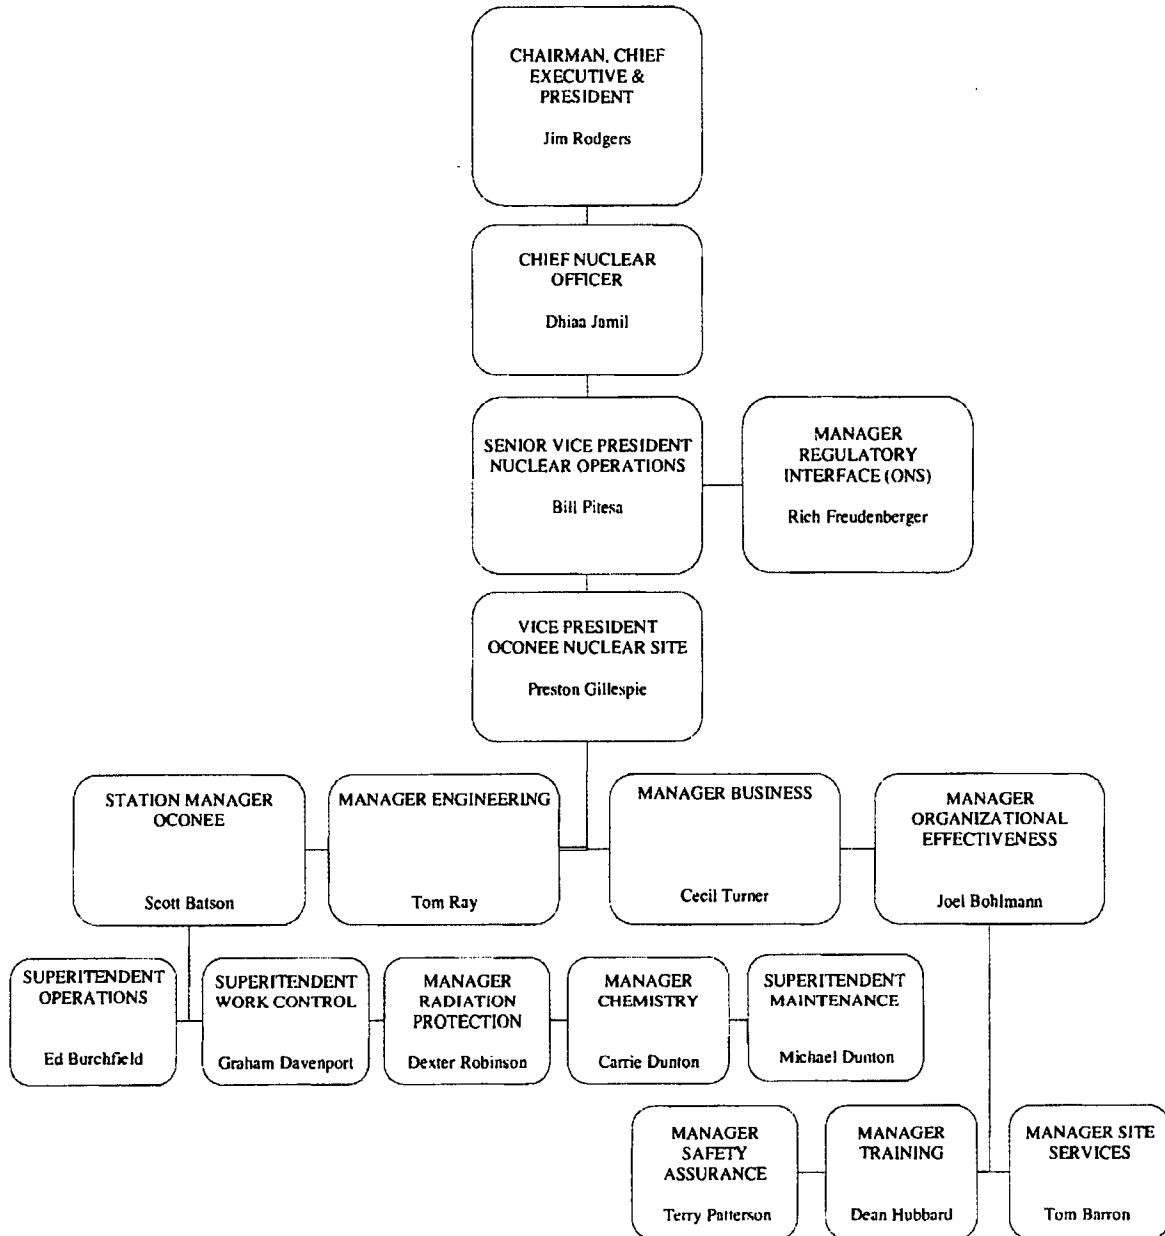 CHAIRMAN, CHIEF
EXECUTIVE &
PRESIDENT
Jim Rodgers
CHIEF NUCLEAR
OFFICER
Dhiaa Jamil
SENIOR VICE PRESIDENT
NUCLEAR OPERATIONS
Bill Pitesa
MANAGER
REGULATORY
INTERFACE (ONS)
Rich Freudenberger
VICE PRESIDENT
OCONEE NUCLEAR SITE
Preston Gillespie
STATION MANAGER
OCONEE
Scott Batson
MANAGER ENGINEERING
Tom Ray
MANAGER BUSINESS
Cecil Turner
MANAGER
ORGANIZATIONAL
EFFECTIVENESS
Joel Bohlmann
SUPERITENDENT
OPERATIONS
Ed Burchfield
SUPERITENDENT
WORK CONTROL
Graham Davenport
MANAGER
RADIATION
PROTECTION
Dexter Robinson
MANAGER
CHEMISTRY
Carrie Dunton
SUPERITENDENT
MAINTENANCE
Michael Dunton
MANAGER
SAFETY
ASSURANCE
Terry Patterson
MANAGER
TRAINING
Dean Hubbard
MANAGER SITE
SERVICES
Tom Barron